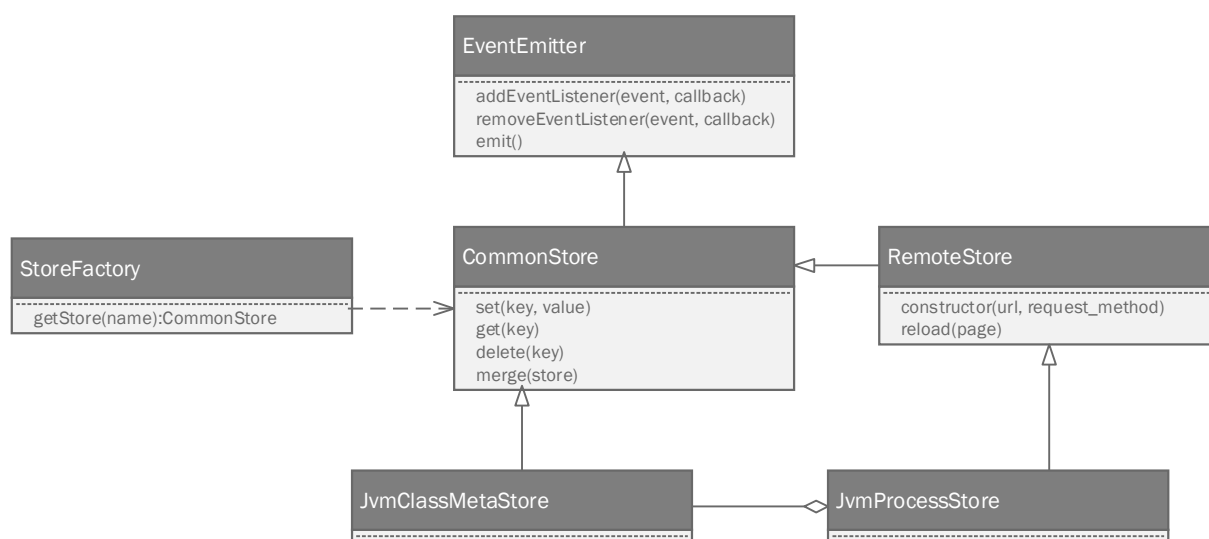 EventEmitter
addEventListener(event, callback)
removeEventListener(event, callback)
emit()
StoreFactory
getStore(name):CommonStore
CommonStore
set(key, value)
get(key)
delete(key)
merge(store)
RemoteStore
constructor(url, request_method)
reload(page)
JvmClassMetaStore
JvmProcessStore